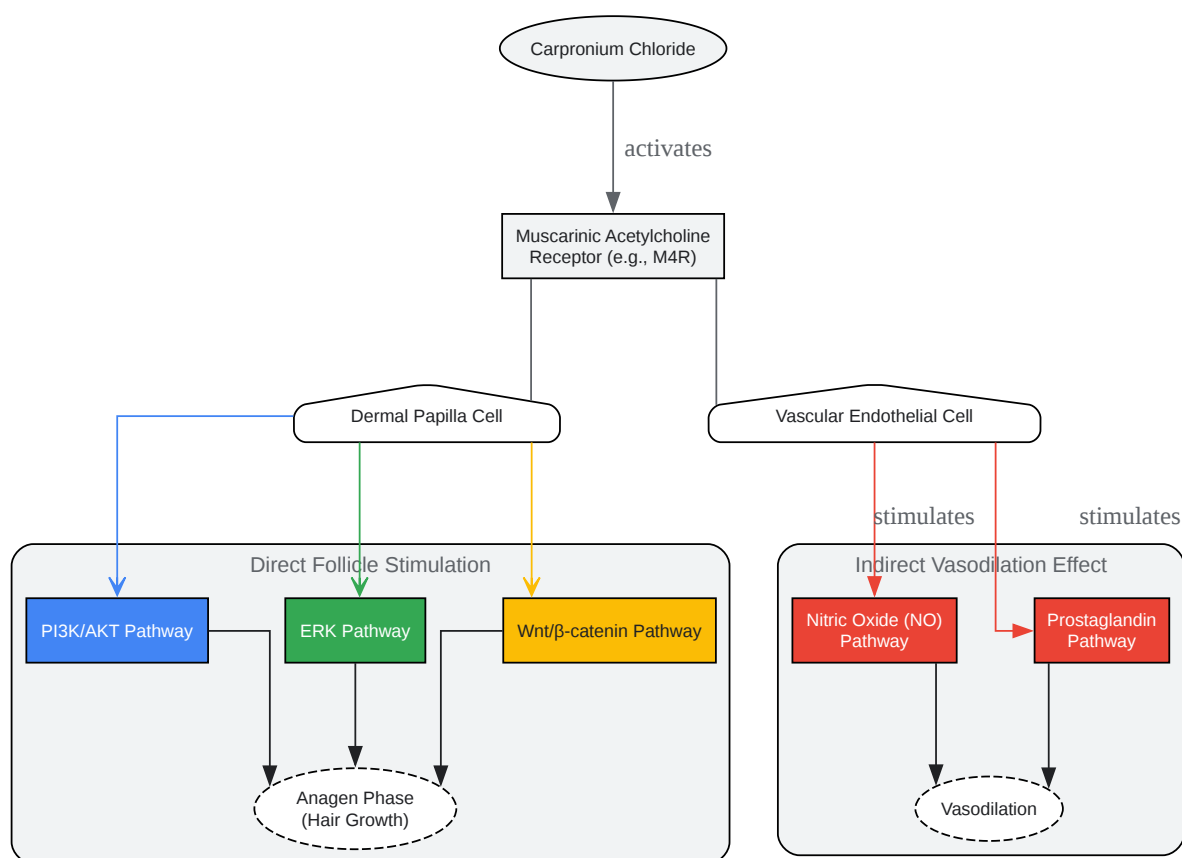 Carpronium Chloride
activates
Muscarinic Acetylcholine
Receptor (e.g., M4R)
Dermal Papilla Cell
Vascular Endothelial Cell
stimulates
stimulates
Direct Follicle Stimulation
Indirect Vasodilation Effect
PI3K/AKT Pathway
ERK Pathway
Wnt/β-catenin Pathway
Nitric Oxide (NO)
Pathway
Prostaglandin
Pathway
Anagen Phase
(Hair Growth)
Vasodilation